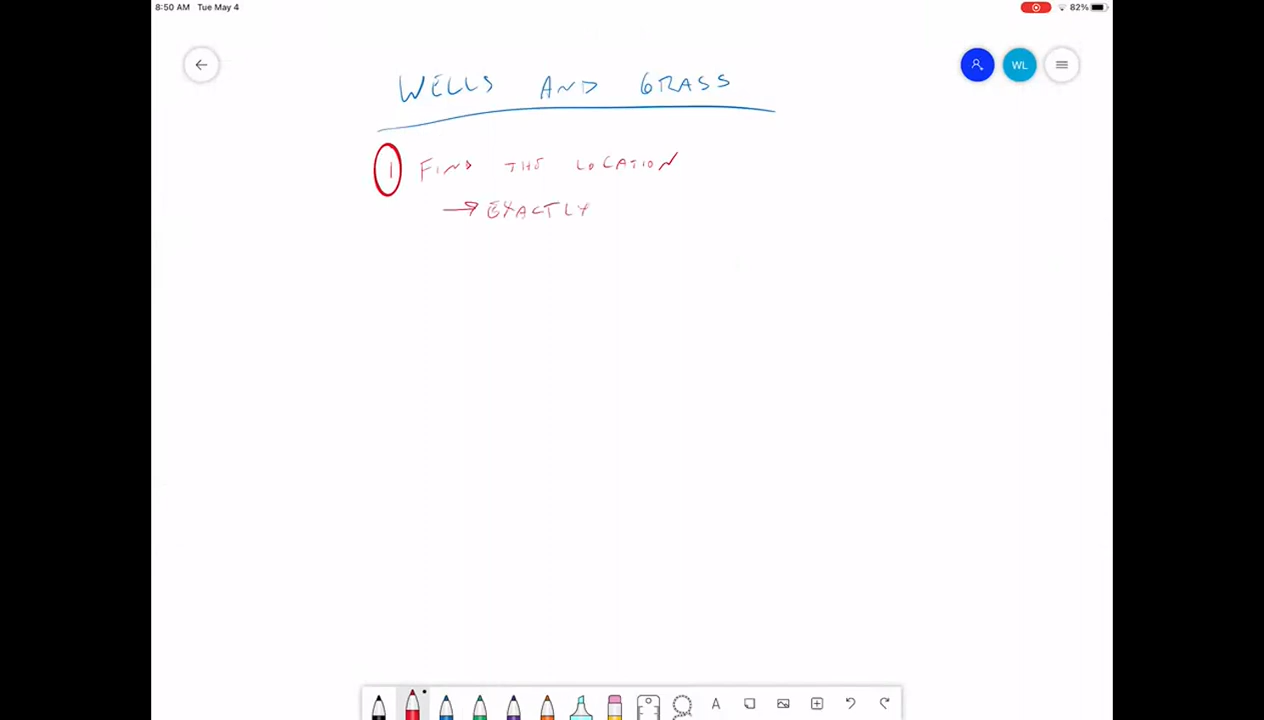 8:50 AM Tue May 4
82%
WL
WELLS AND GRASS
1 FIND THE LOCATION
→ EXACTLY
A